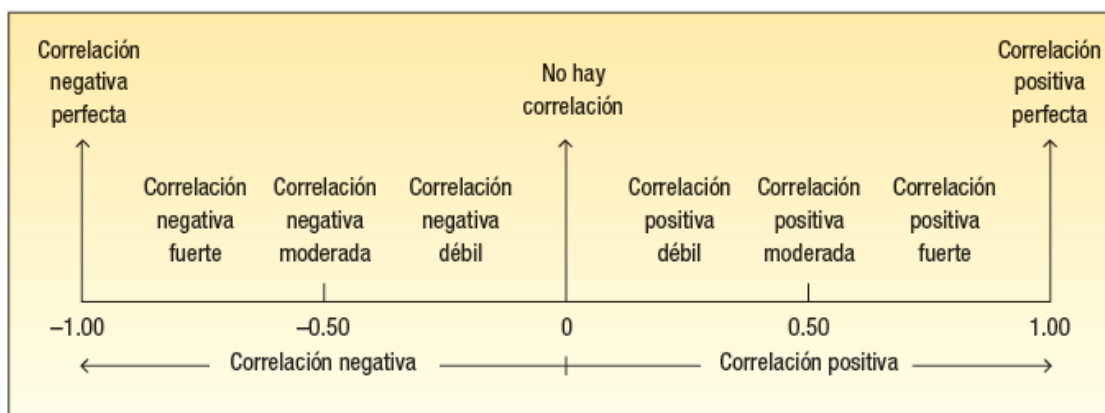 Correlación
negativa
perfecta
No hay
correlación
Correlación
positiva
perfecta
Correlación
negativa
fuerte
Correlación
negativa
moderada
Correlación
negativa
débil
Correlación
positiva
débil
Correlación
positiva
moderada
Correlación
positiva
fuerte
–1.00 –0.50 0 0.50 1.00
Correlación negativa Correlación positiva